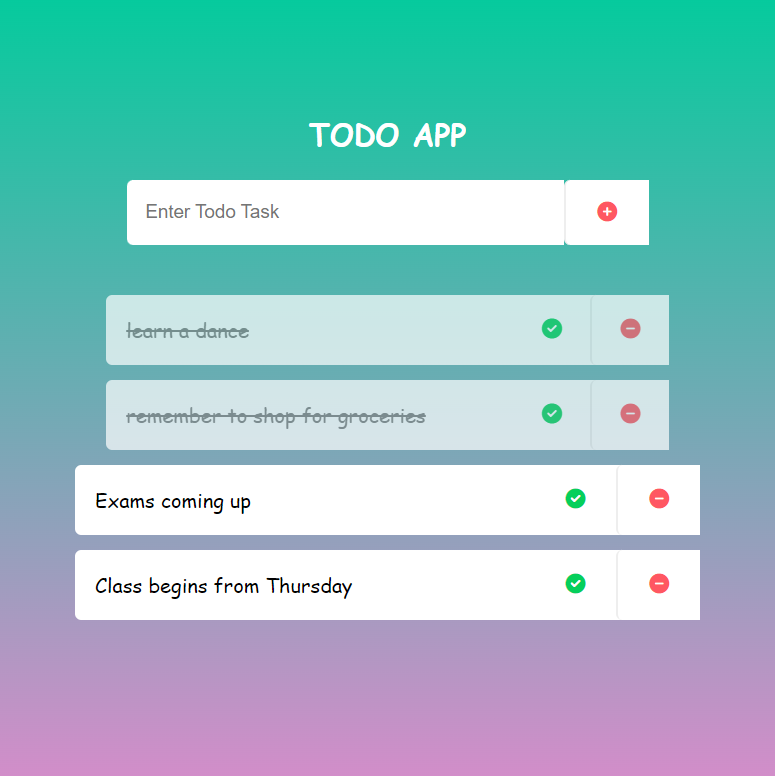 TODO APP
Enter Todo Task
learn a dance
remember to shop for groceries
Exams coming up
Class begins from Thursday